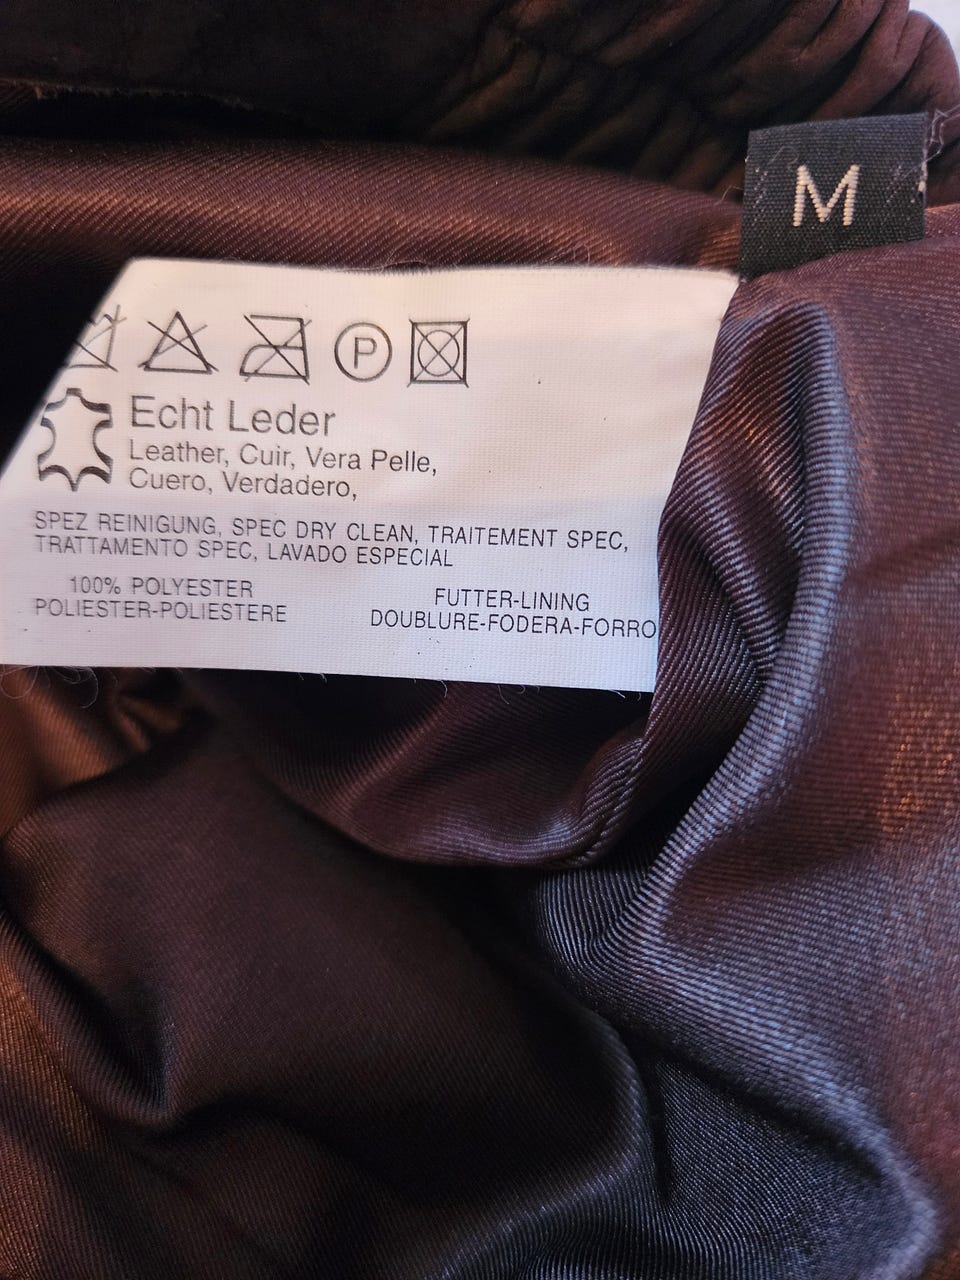 M
P
Echt Leder
Leather, Cuir, Vera Pelle,
Cuero, Verdadero,
SPEZ REINIGUNG, SPEC DRY CLEAN, TRAITEMENT SPEC,
TRATTAMENTO SPEC, LAVADO ESPECIAL
100% POLYESTER
POLIESTER-POLIESTERE
FUTTER-LINING
DOUBLURE-FODERA-FORRO